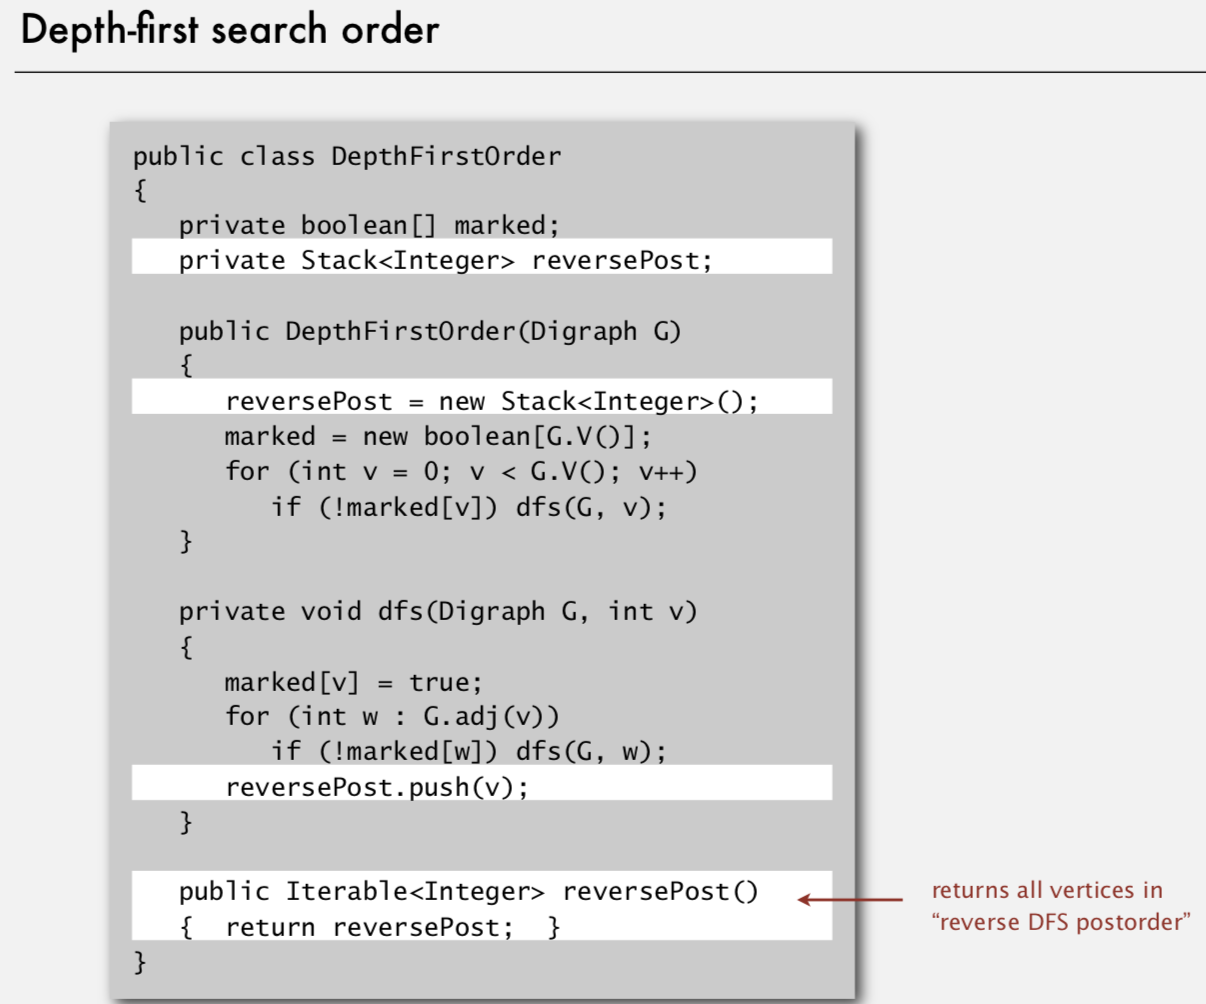 Depth-first search order
public class DepthFirstOrder
{
private boolean[] marked;
private Stack<Integer> reversePost;
public DepthFirstOrder(Digraph G)
{
reversePost = new Stack<Integer>();
marked = new boolean[G.V()];
for (int v = 0; v < G.V(); v++)
if (!marked[v]) dfs(G, v);
}
private void dfs(Digraph G, int v)
{
marked[v] = true;
for (int w : G.adj(v))
if (!marked[w]) dfs(G, w);
reversePost.push(v);
}
public Iterable<Integer> reversePost()
{ return reversePost; }
}
returns all vertices in
“reverse DFS postorder”